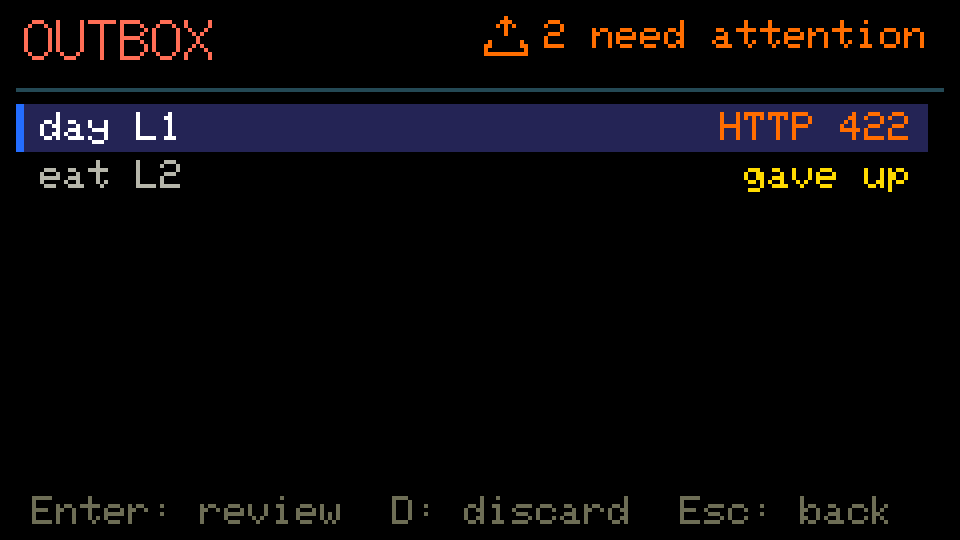 OUTBOX
2 need attention
day L1 HTTP 422
eat L2 gave up
Enter: review D: discard Esc: back